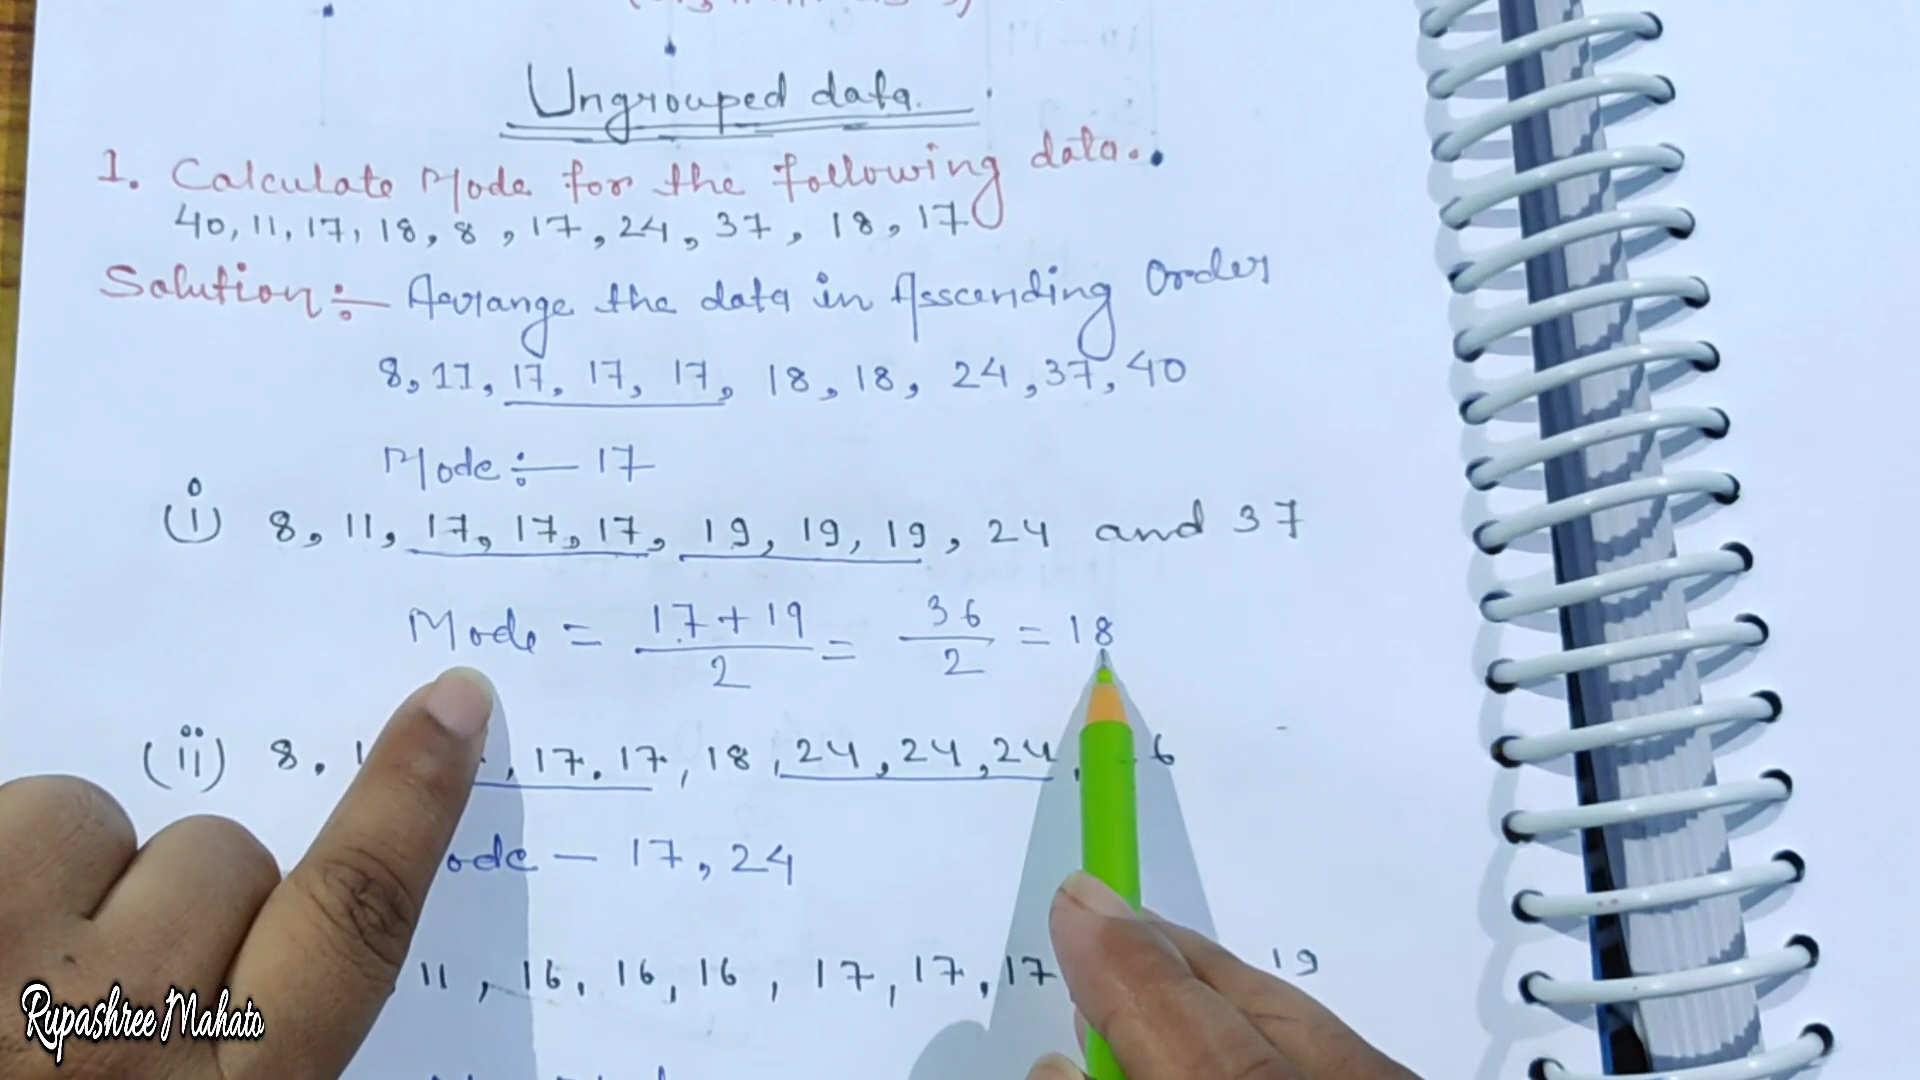 Ungrouped data.
1. Calculate Mode for the following data.
40, 11, 17, 18, 8, 17, 24, 37, 18, 17
Solution :- Arrange the data in Asscending Order
8, 11, 17, 17, 17, 18, 18, 24, 37, 40
Mode :- 17
(i) 8, 11, 17, 17, 17, 19, 19, 19, 24 and 37
Mode = 17+19/2 = 36/2 = 18
(ii) 8, 17, 17, 18, 24, 24, 24, 6
ode - 17, 24
11, 16, 16, 16, 17, 17, 17 19
Rupashree Mahato